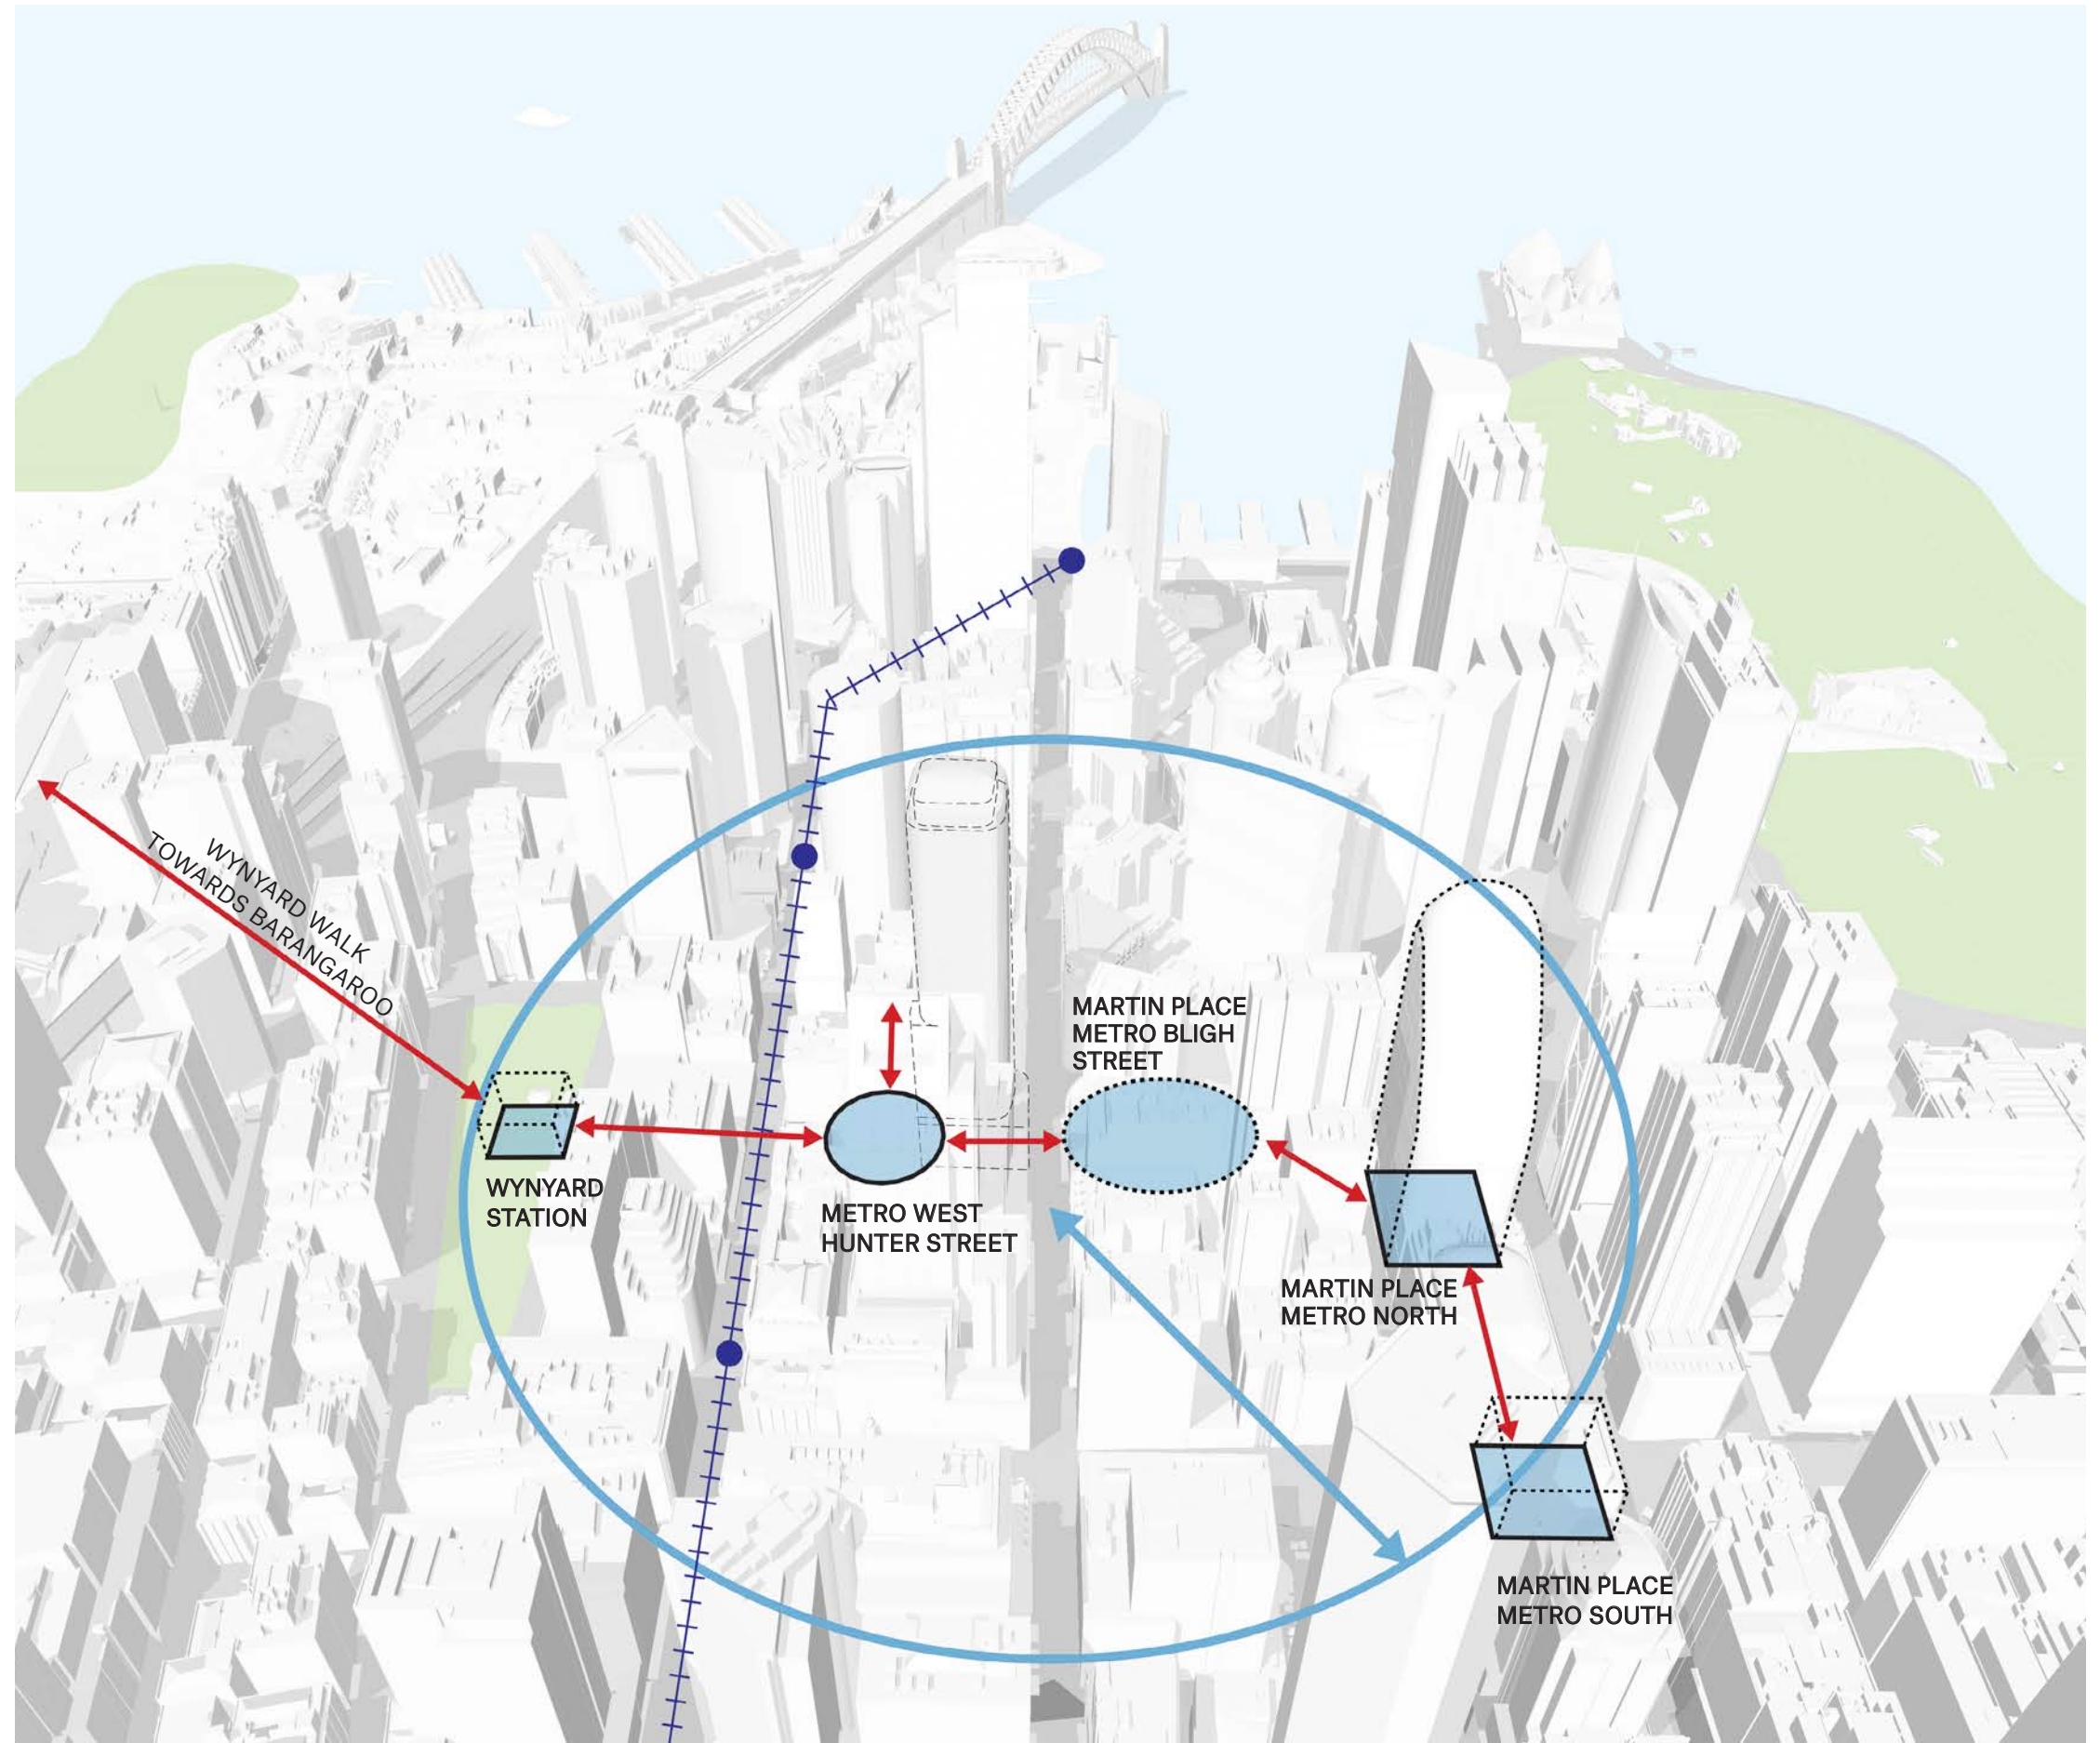 WYNYARD WALK
TOWARDS BARANGAROO
MARTIN PLACE
METRO BLIGH
STREET
WYNYARD
STATION
METRO WEST
HUNTER STREET
MARTIN PLACE
METRO NORTH
MARTIN PLACE
METRO SOUTH